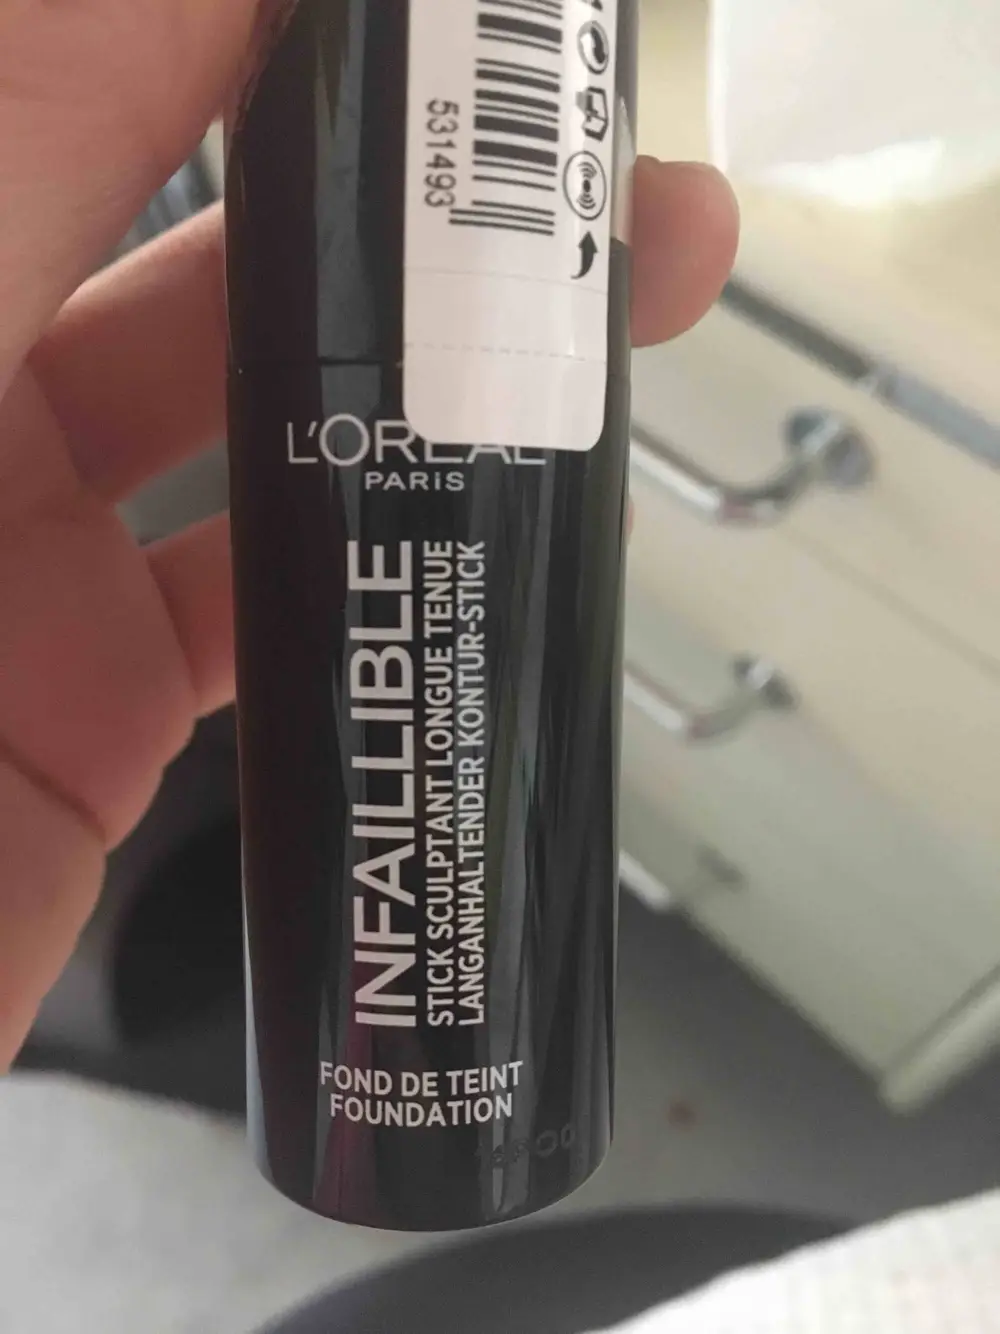 531493
L'ORÉAL
PARIS
INFAILLIBLE
STICK SCULPTANT LONGUE TENUE
LANGANHALTENDER KONTUR-STICK
FOND DE TEINT
FOUNDATION